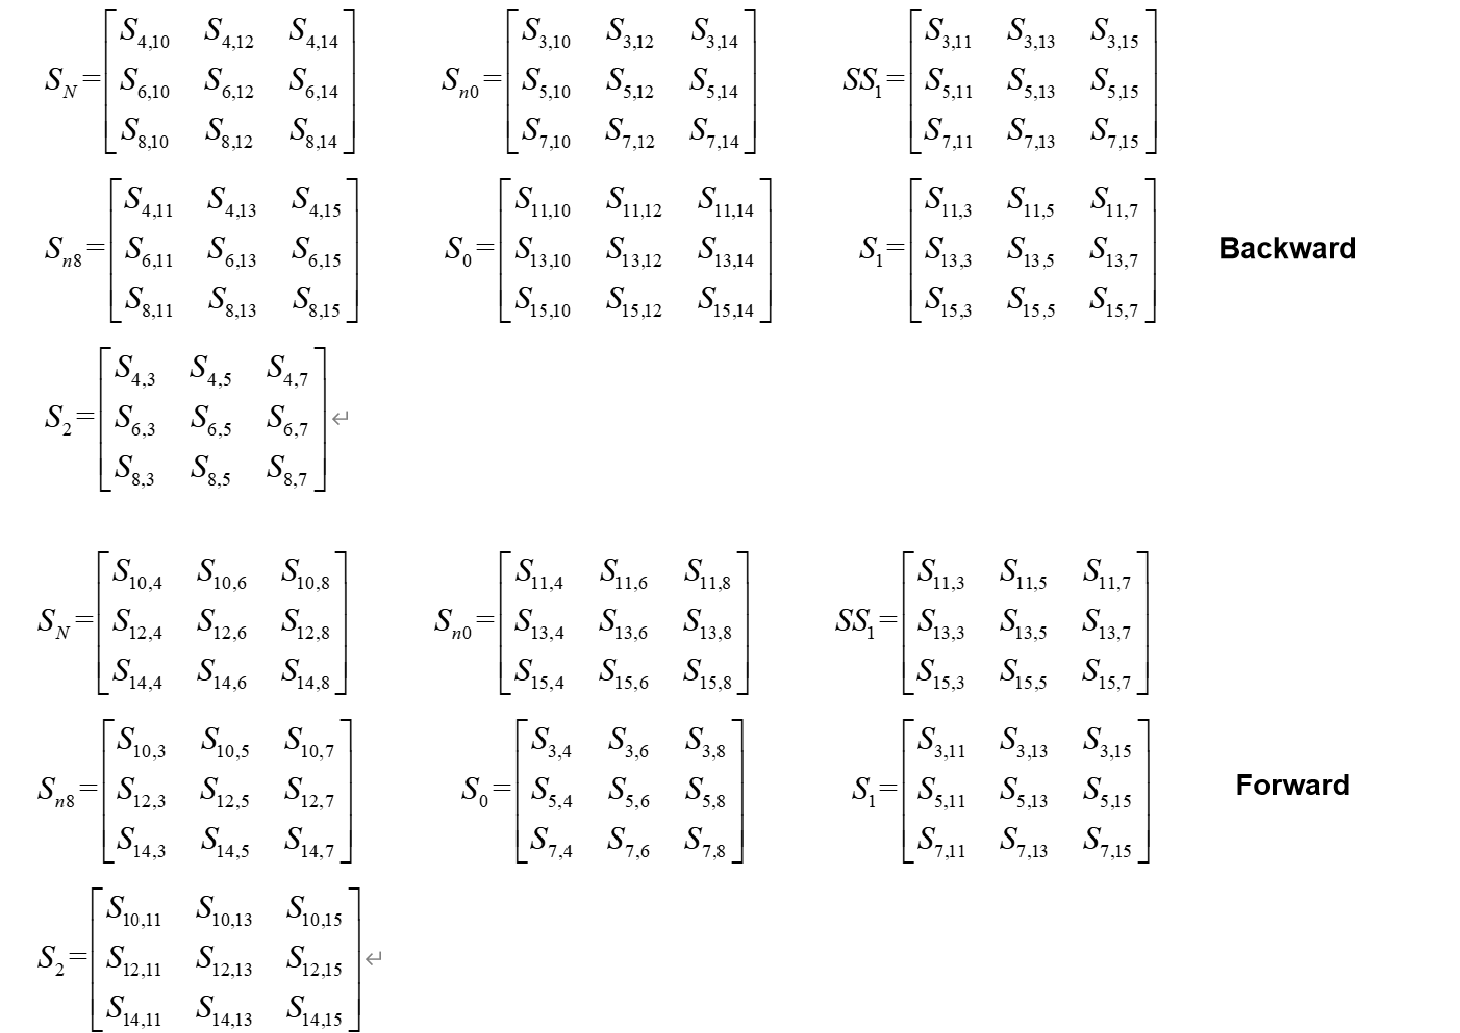 S_N = [S_{4,10} S_{4,12} S_{4,14}; S_{6,10} S_{6,12} S_{6,14}; S_{8,10} S_{8,12} S_{8,14}]
S_{n0} = [S_{3,10} S_{3,12} S_{3,14}; S_{5,10} S_{5,12} S_{5,14}; S_{7,10} S_{7,12} S_{7,14}]
SS_1 = [S_{3,11} S_{3,13} S_{3,15}; S_{5,11} S_{5,13} S_{5,15}; S_{7,11} S_{7,13} S_{7,15}]
S_{n8} = [S_{4,11} S_{4,13} S_{4,15}; S_{6,11} S_{6,13} S_{6,15}; S_{8,11} S_{8,13} S_{8,15}]
S_0 = [S_{11,10} S_{11,12} S_{11,14}; S_{13,10} S_{13,12} S_{13,14}; S_{15,10} S_{15,12} S_{15,14}]
S_1 = [S_{11,3} S_{11,5} S_{11,7}; S_{13,3} S_{13,5} S_{13,7}; S_{15,3} S_{15,5} S_{15,7}]
Backward
S_2 = [S_{4,3} S_{4,5} S_{4,7}; S_{6,3} S_{6,5} S_{6,7}; S_{8,3} S_{8,5} S_{8,7}] ↵
S_N = [S_{10,4} S_{10,6} S_{10,8}; S_{12,4} S_{12,6} S_{12,8}; S_{14,4} S_{14,6} S_{14,8}]
S_{n0} = [S_{11,4} S_{11,6} S_{11,8}; S_{13,4} S_{13,6} S_{13,8}; S_{15,4} S_{15,6} S_{15,8}]
SS_1 = [S_{11,3} S_{11,5} S_{11,7}; S_{13,3} S_{13,5} S_{13,7}; S_{15,3} S_{15,5} S_{15,7}]
S_{n8} = [S_{10,3} S_{10,5} S_{10,7}; S_{12,3} S_{12,5} S_{12,7}; S_{14,3} S_{14,5} S_{14,7}]
S_0 = [S_{3,4} S_{3,6} S_{3,8}; S_{5,4} S_{5,6} S_{5,8}; S_{7,4} S_{7,6} S_{7,8}]
S_1 = [S_{3,11} S_{3,13} S_{3,15}; S_{5,11} S_{5,13} S_{5,15}; S_{7,11} S_{7,13} S_{7,15}]
Forward
S_2 = [S_{10,11} S_{10,13} S_{10,15}; S_{12,11} S_{12,13} S_{12,15}; S_{14,11} S_{14,13} S_{14,15}] ↵